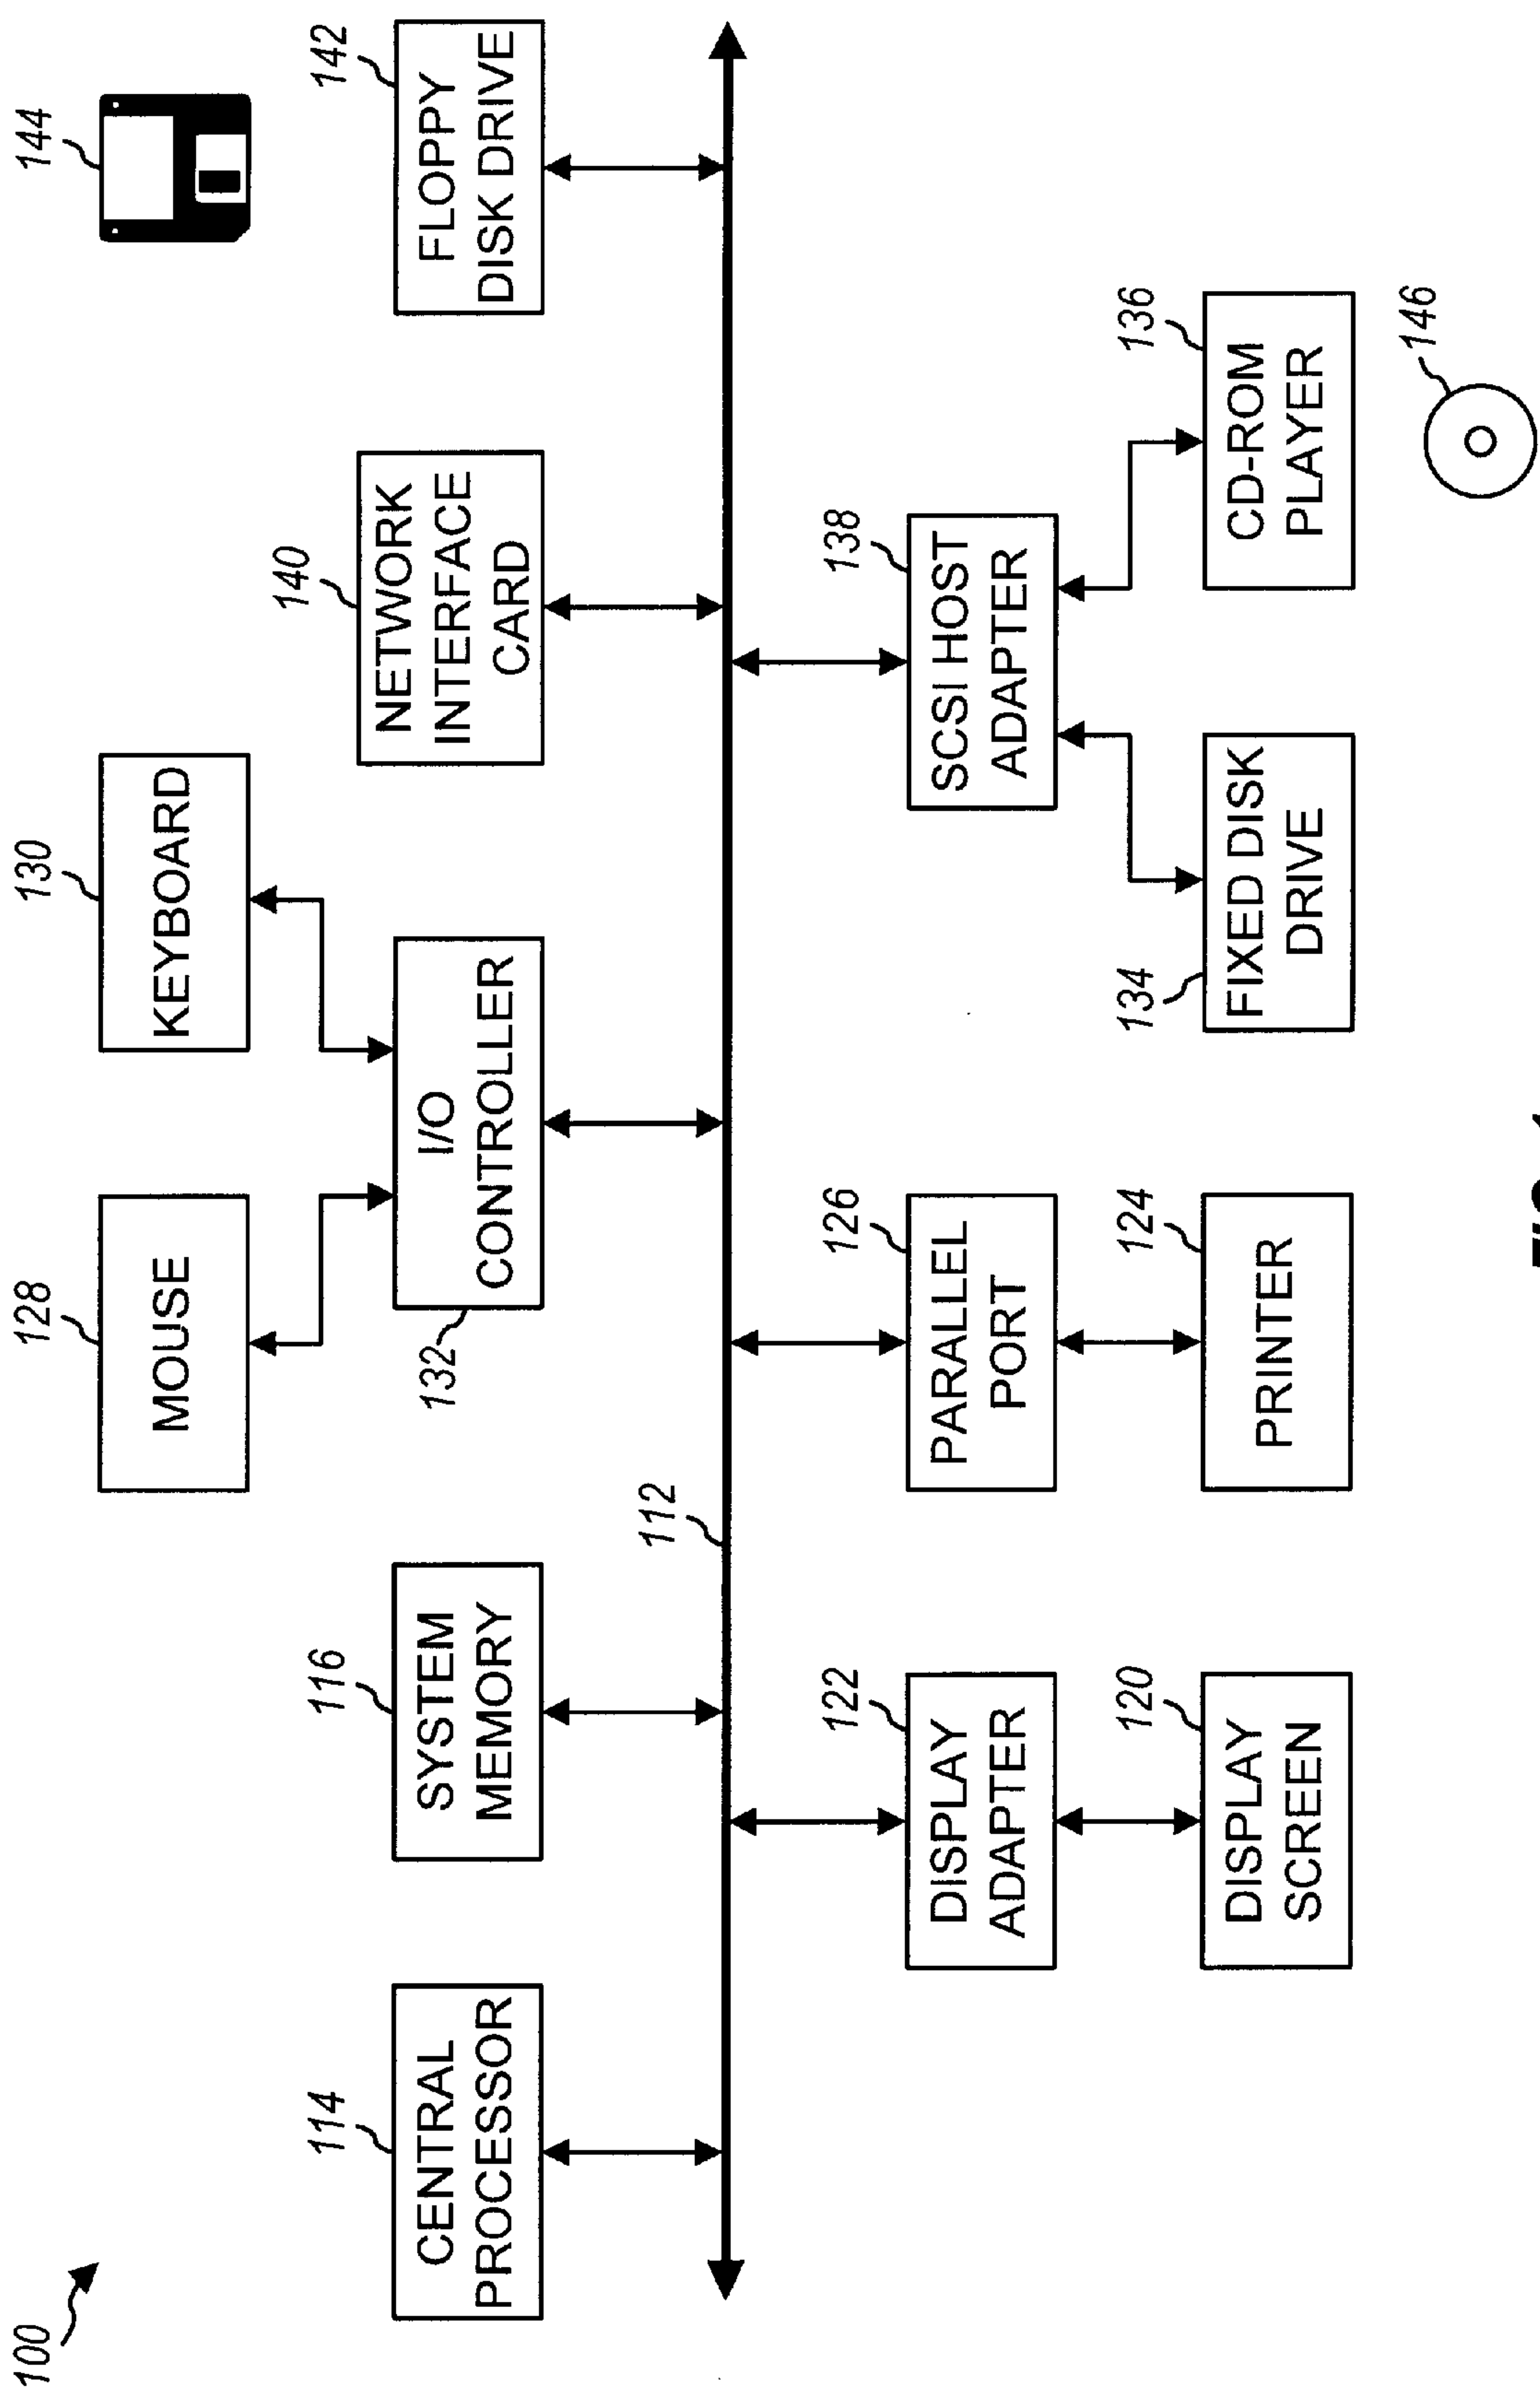 100
128
130
144
MOUSE
KEYBOARD
114
116
140
142
CENTRAL
PROCESSOR
SYSTEM
MEMORY
132
I/O
CONTROLLER
NETWORK
INTERFACE
CARD
FLOPPY
DISK DRIVE
112
122
126
138
DISPLAY
ADAPTER
PARALLEL
PORT
SCSI HOST
ADAPTER
120
124
134
136
DISPLAY
SCREEN
PRINTER
FIXED DISK
DRIVE
CD-ROM
PLAYER
146